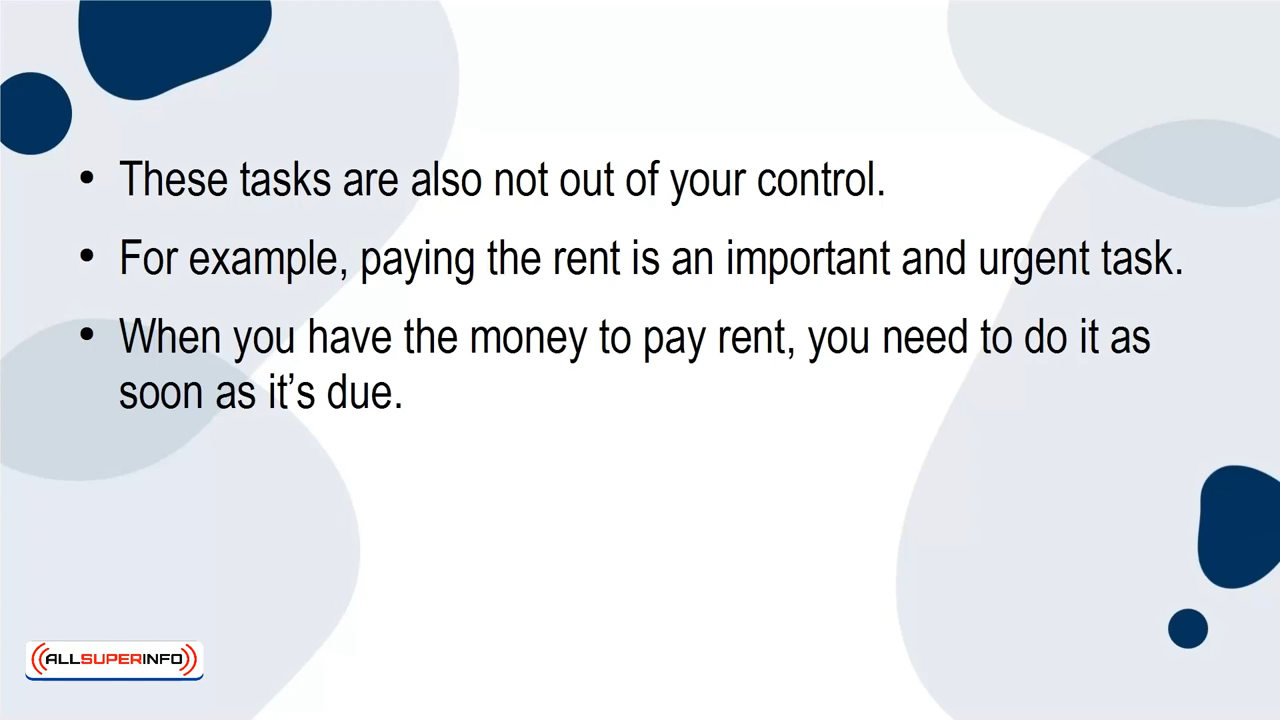 • These tasks are also not out of your control.
• For example, paying the rent is an important and urgent task.
• When you have the money to pay rent, you need to do it as
soon as it’s due.
ALLSUPERINFO